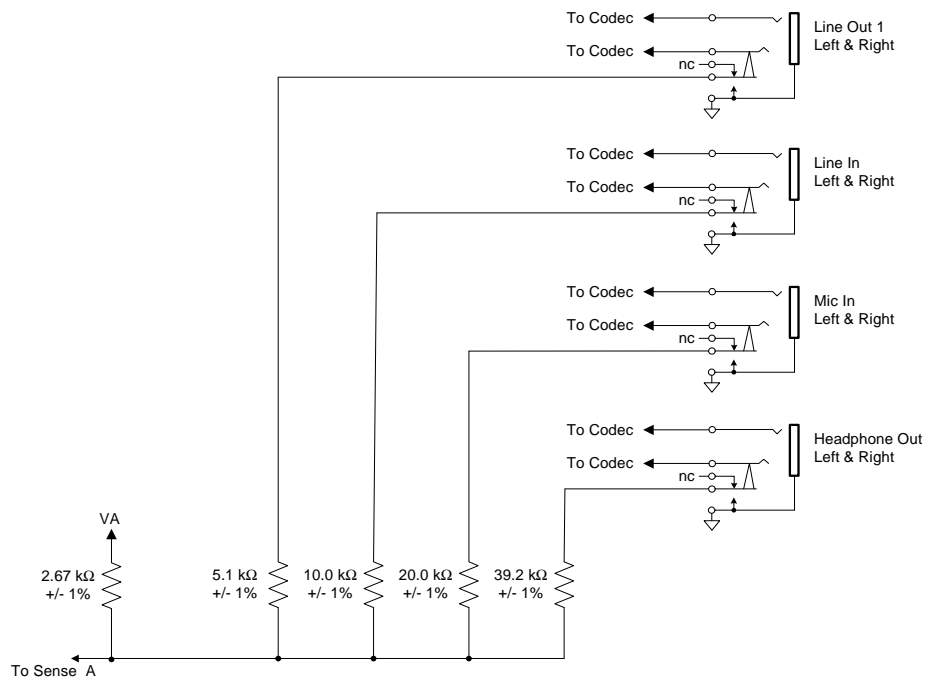 To Codec
Line Out 1
Left & Right
To Codec
nc
To Codec
Line In
Left & Right
To Codec
nc
To Codec
Mic In
Left & Right
To Codec
nc
To Codec
Headphone Out
Left & Right
To Codec
nc
VA
2.67 kΩ
+/- 1%
5.1 kΩ
+/- 1%
10.0 kΩ
+/- 1%
20.0 kΩ
+/- 1%
39.2 kΩ
+/- 1%
To Sense A